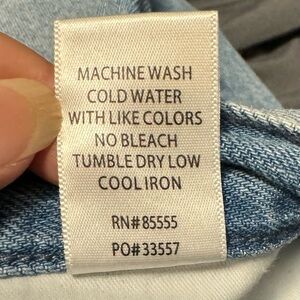 MACHINE WASH
COLD WATER
WITH LIKE COLORS
NO BLEACH
TUMBLE DRY LOW
COOL IRON
RN#85555
PO#33557